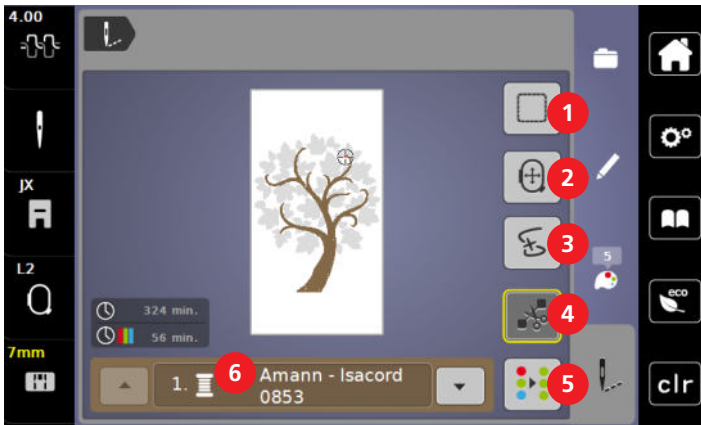 4.00
JX
L2
7mm
1
2
3
4
5
6
5
324 min.
56 min.
1.
Amann - Isacord
0853
eco
clr